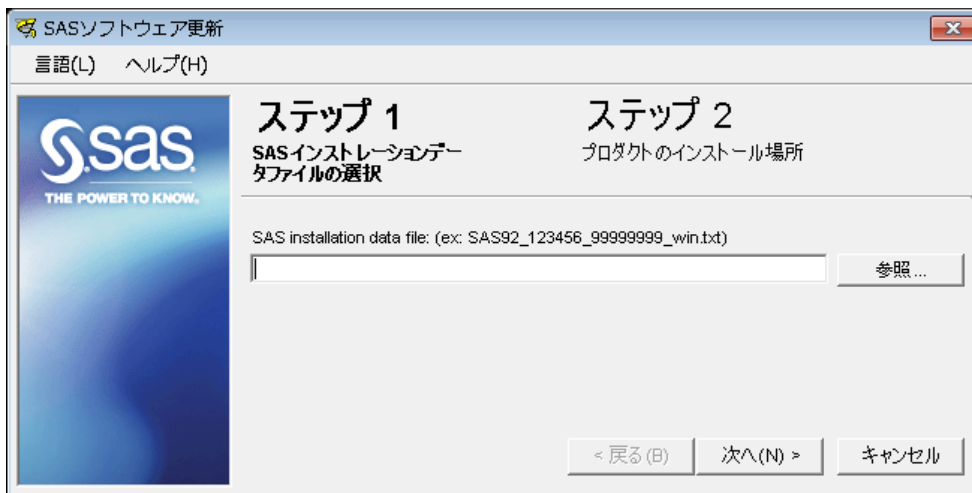 SASソフトウェア更新
言語(L) ヘルプ(H)
sas
THE POWER TO KNOW.
ステップ 1
SASインストレーションデー
タファイルの選択
ステップ 2
プロダクトのインストール場所
SAS installation data file: (ex: SAS92_123456_99999999_win.txt)
参照...
< 戻る(B)
次へ(N) >
キャンセル